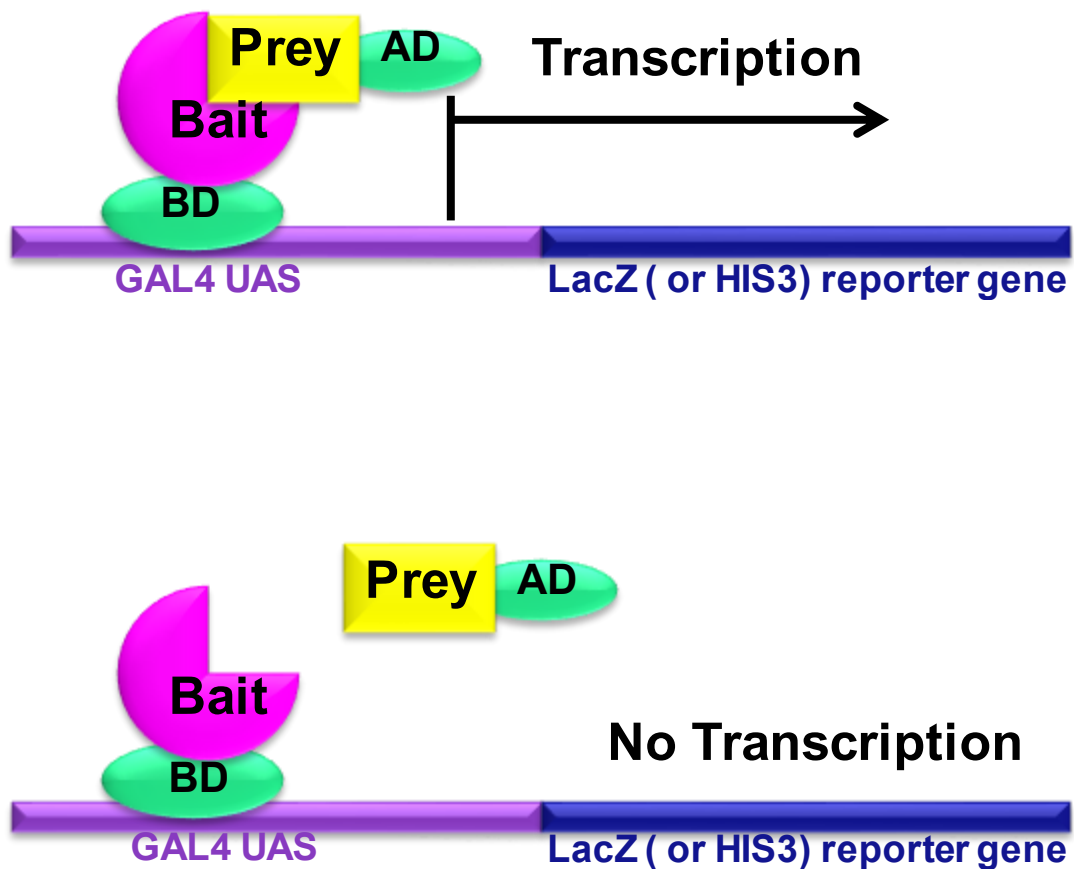 Prey
AD
Transcription
Bait
BD
GAL4 UAS
LacZ ( or HIS3) reporter gene
Prey
AD
Bait
No Transcription
BD
GAL4 UAS
LacZ ( or HIS3) reporter gene